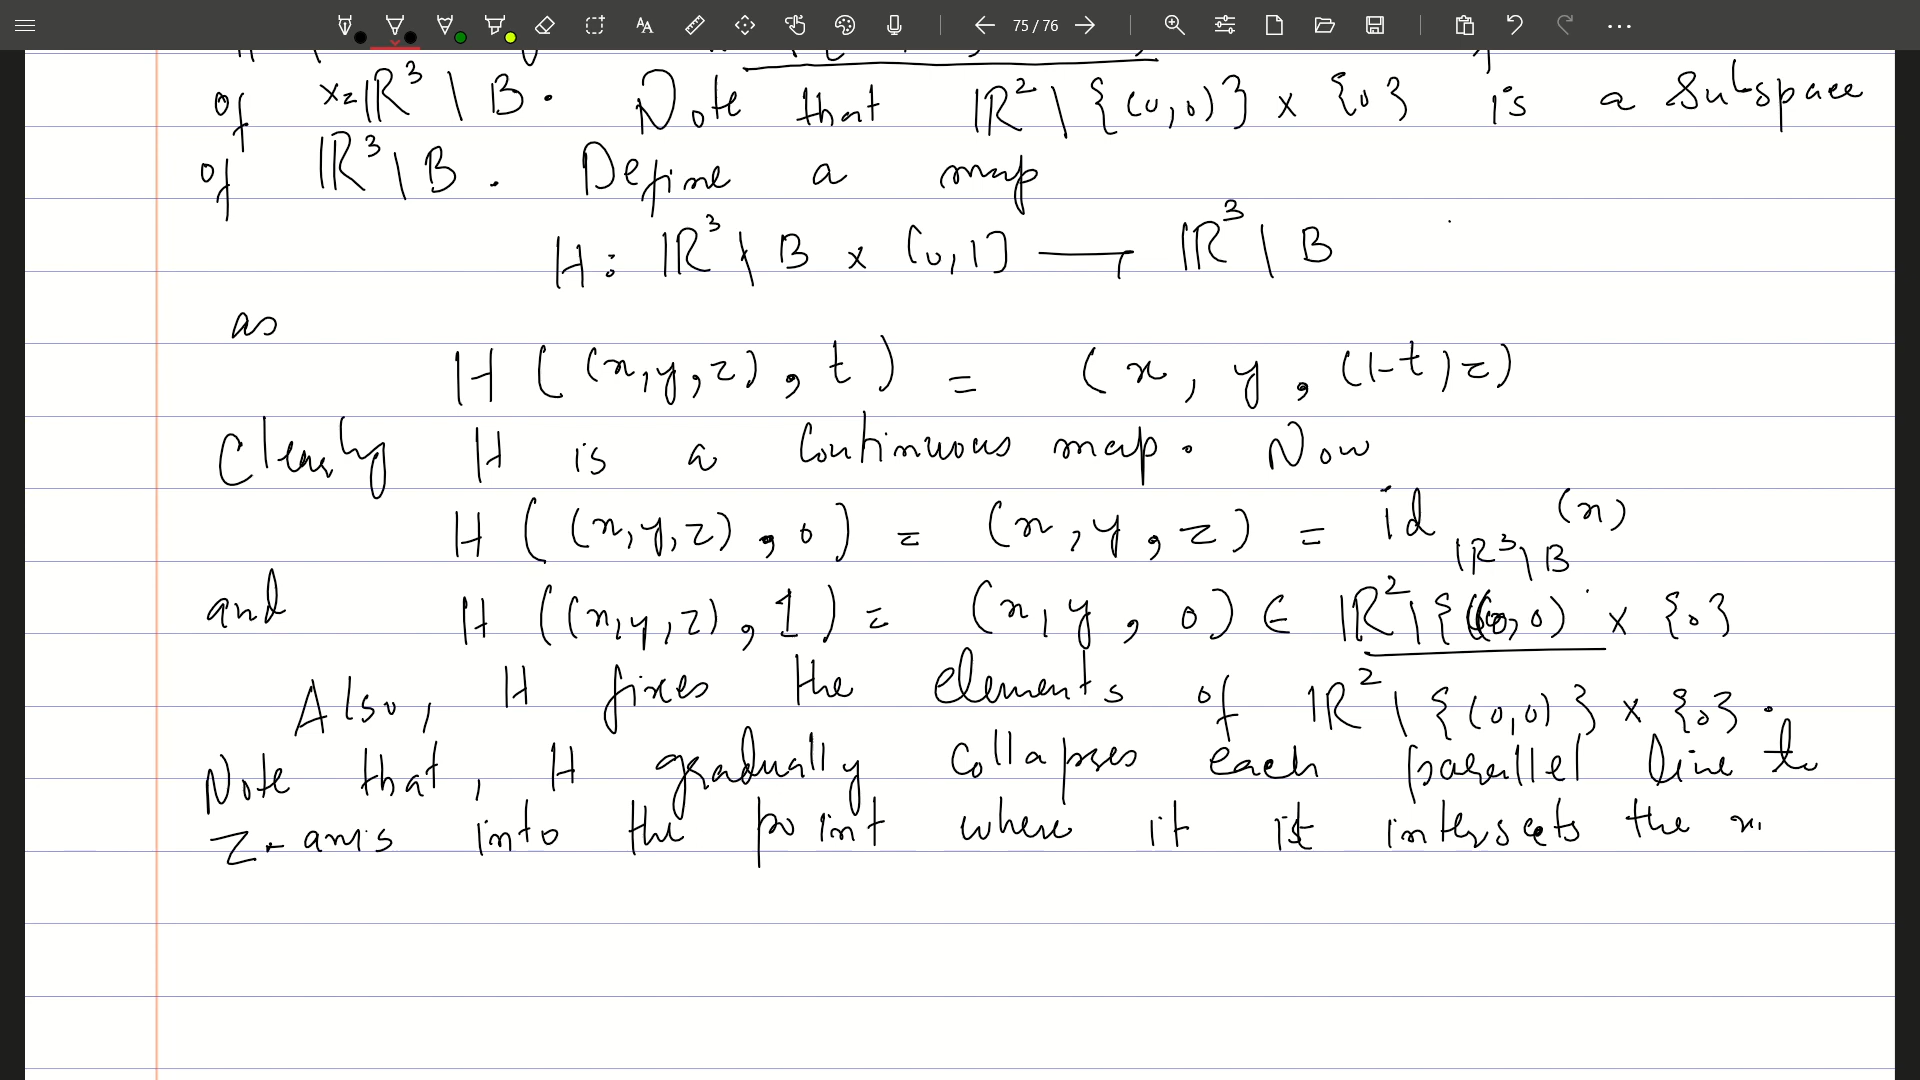 75 / 76
of X=ℝ³ \ B. Note that ℝ² \ {(0,0)} × {0} is a subspace
of ℝ³ \ B. Define a map
H: ℝ³ \ B × [0,1] → ℝ³ \ B
as
H ((x,y,z), t) = (x, y, (1-t)z)
Clearly H is a continuous map. Now
H ((x,y,z), 0) = (x, y, z) = id_{ℝ³ \ B} (x)
and H ((x,y,z), 1) = (x, y, 0) ∈ ℝ² \ {(0,0) × {0}
Also, H fixes the elements of ℝ² \ {(0,0)} × {0}.
Note that, H gradually collapses each parallel line to
Z-axis into the point where it is intersects the x